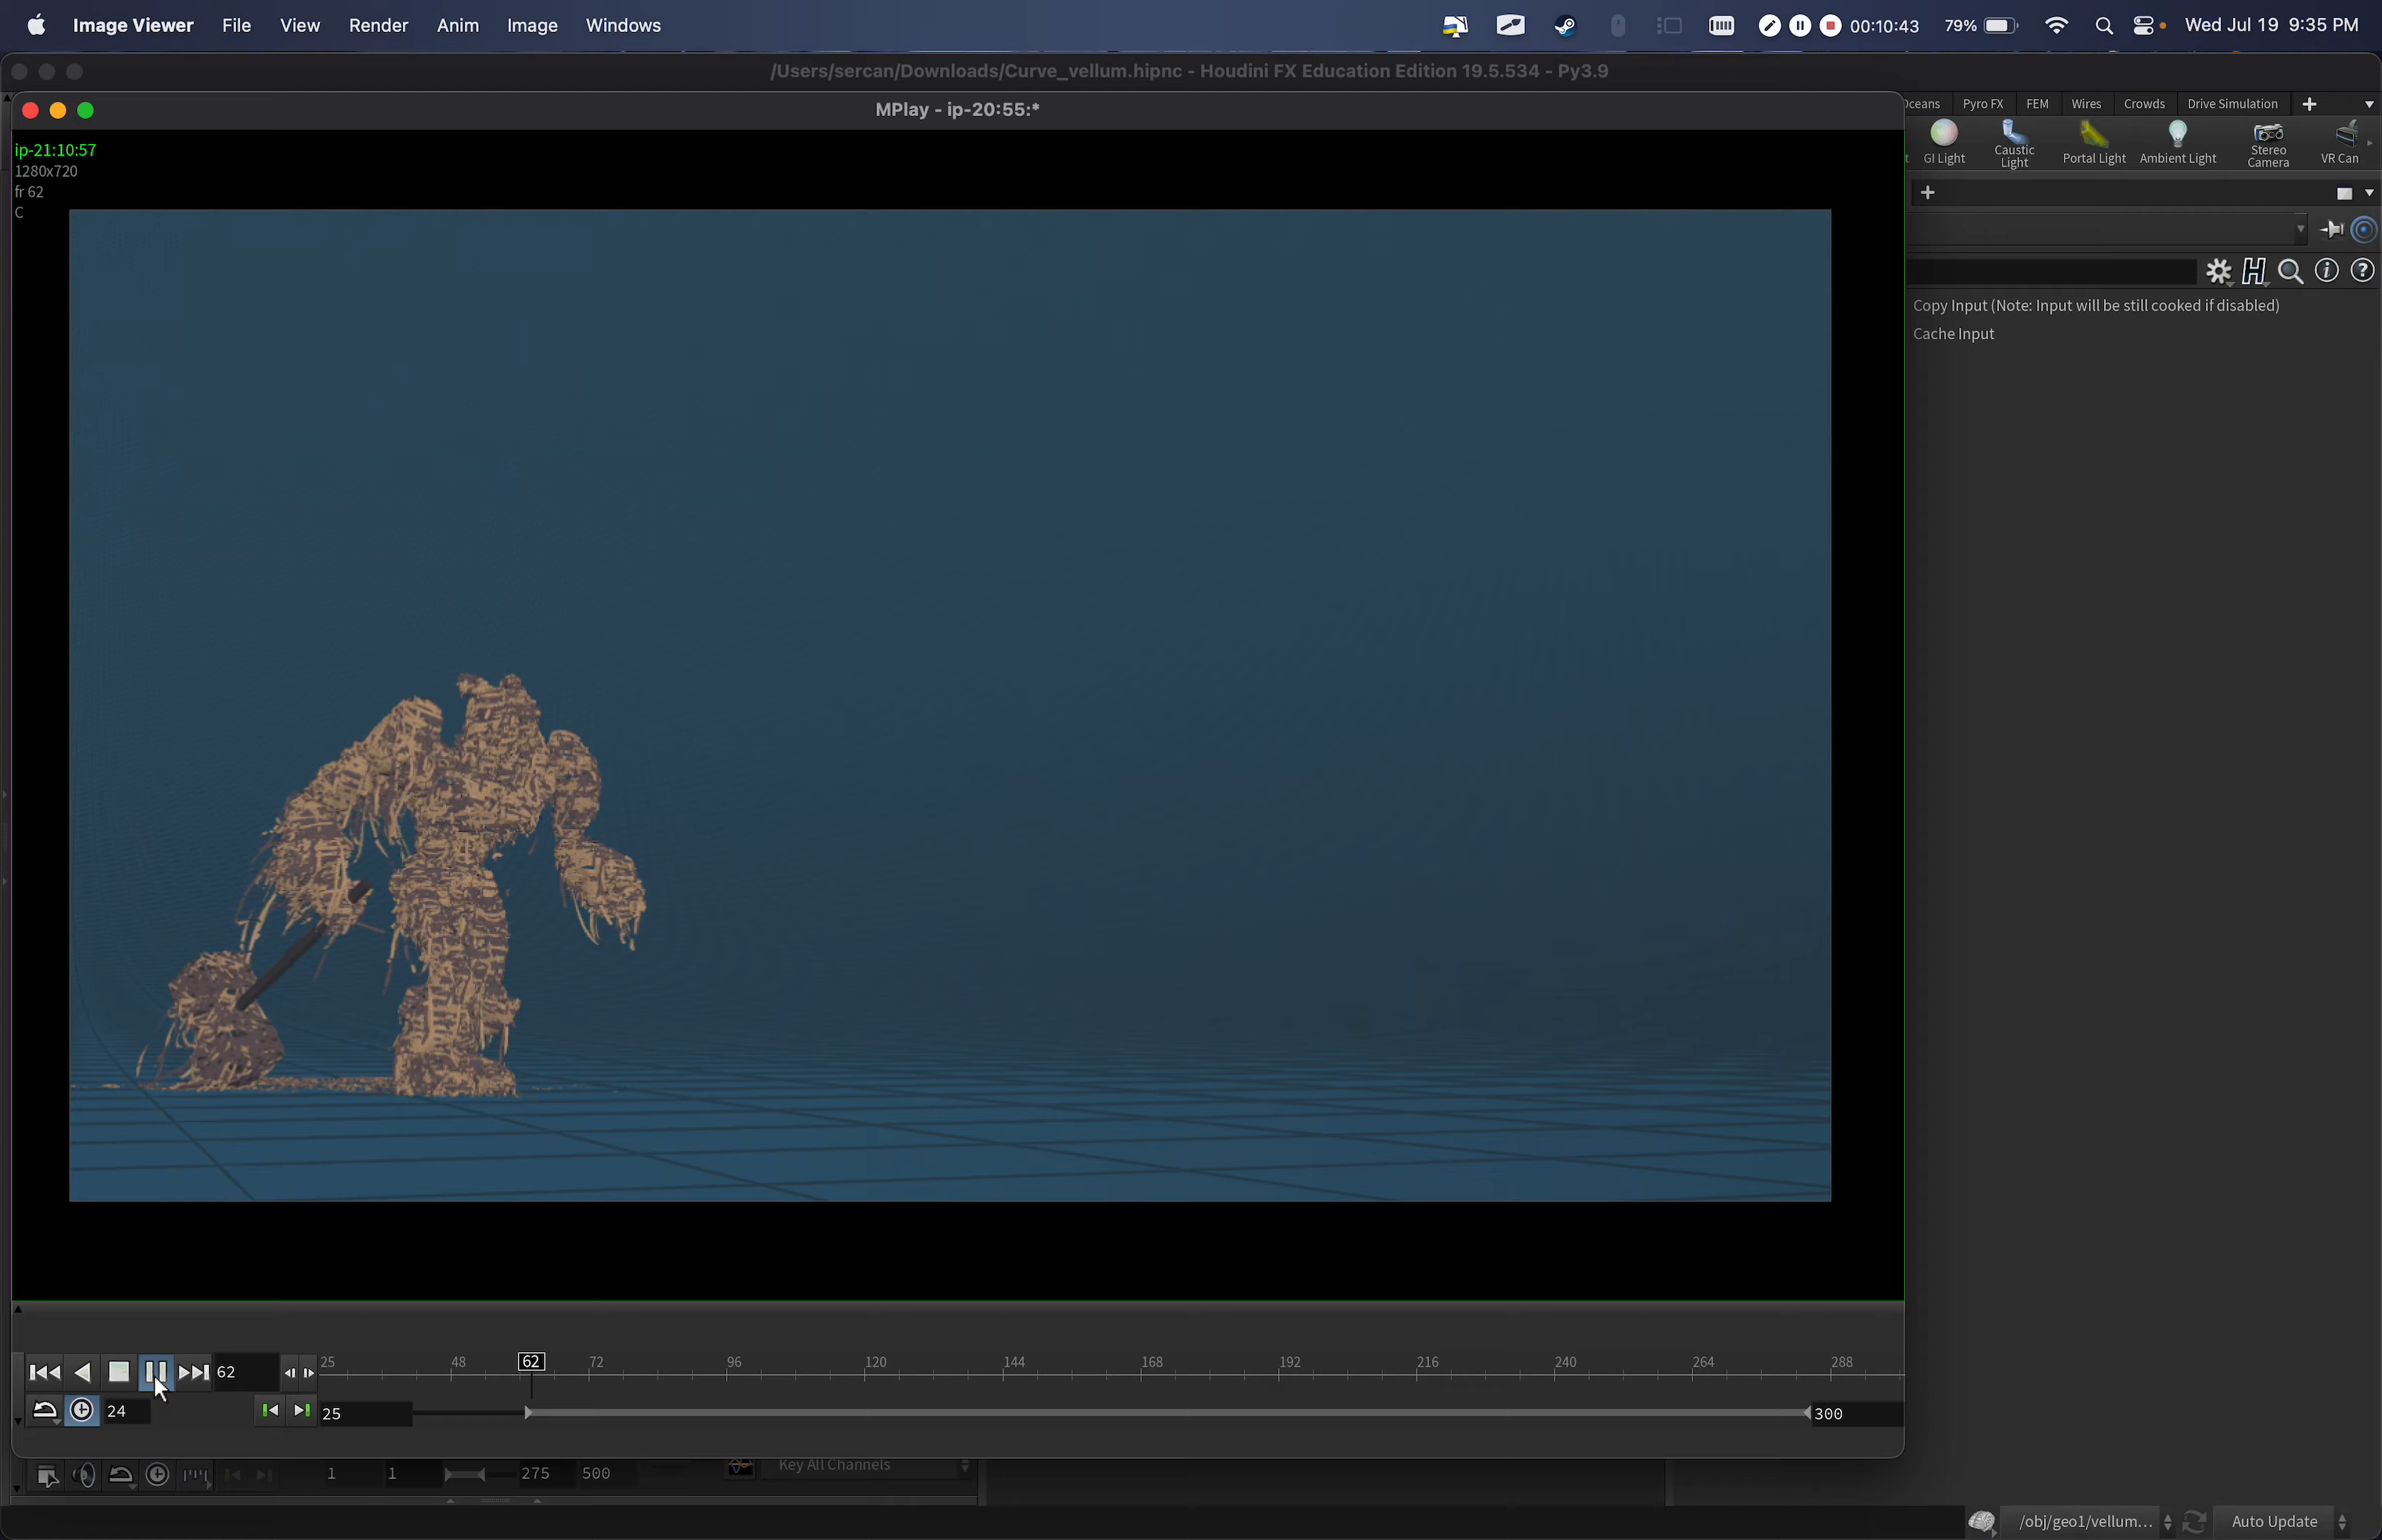 Image Viewer File View Render Anim Image Windows 00:10:43 79% Wed Jul 19 9:35 PM
/Users/sercan/Downloads/Curve_vellum.hipnc - Houdini FX Education Edition 19.5.534 - Py3.9
MPlay - ip-20:55:*
Oceans Pyro FX FEM Wires Crowds Drive Simulation
GI Light Caustic Light Portal Light Ambient Light Stereo Camera VR Can
ip-21:10:57
1280x720
fr 62
C
Copy Input (Note: Input will be still cooked if disabled)
Cache Input
62 25 48 62 72 96 120 144 168 192 216 240 264 288
24 25 300
1 1 275 500 Key All Channels
/obj/geo1/vellum... Auto Update